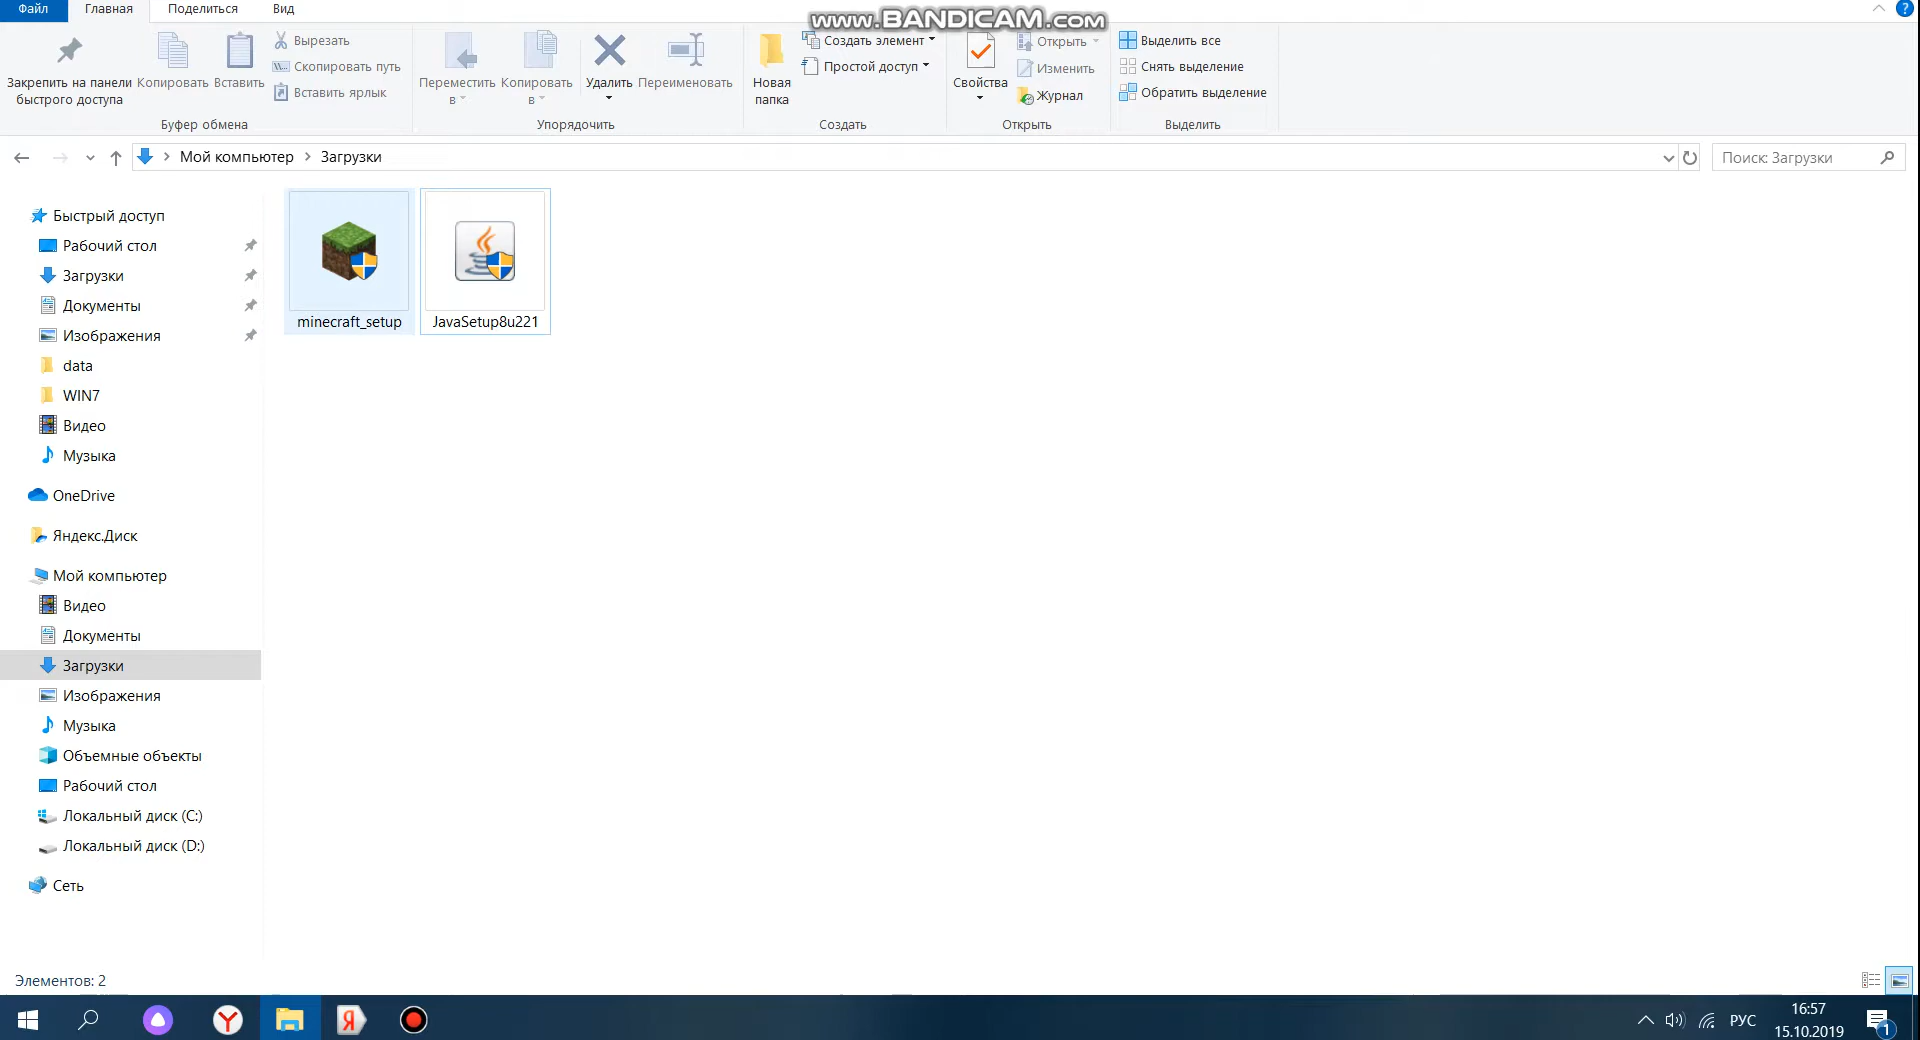 Файл Главная Поделиться Вид
www.BANDICAM.com
Закрепить на панели
быстрого доступа
Копировать
Вставить
Вырезать
Скопировать путь
Вставить ярлык
Буфер обмена
Переместить
в
Копировать
в
Удалить
Переименовать
Упорядочить
Новая
папка
Создать элемент
Простой доступ
Создать
Свойства
Открыть
Изменить
Журнал
Открыть
Выделить все
Снять выделение
Обратить выделение
Выделить
Мой компьютер Загрузки
Поиск: Загрузки
Быстрый доступ
Рабочий стол
Загрузки
Документы
Изображения
data
WIN7
Видео
Музыка
OneDrive
Яндекс.Диск
Мой компьютер
Видео
Документы
Загрузки
Изображения
Музыка
Объемные объекты
Рабочий стол
Локальный диск (C:)
Локальный диск (D:)
Сеть
minecraft_setup
JavaSetup8u221
Элементов: 2
РУС
16:57
15.10.2019
1